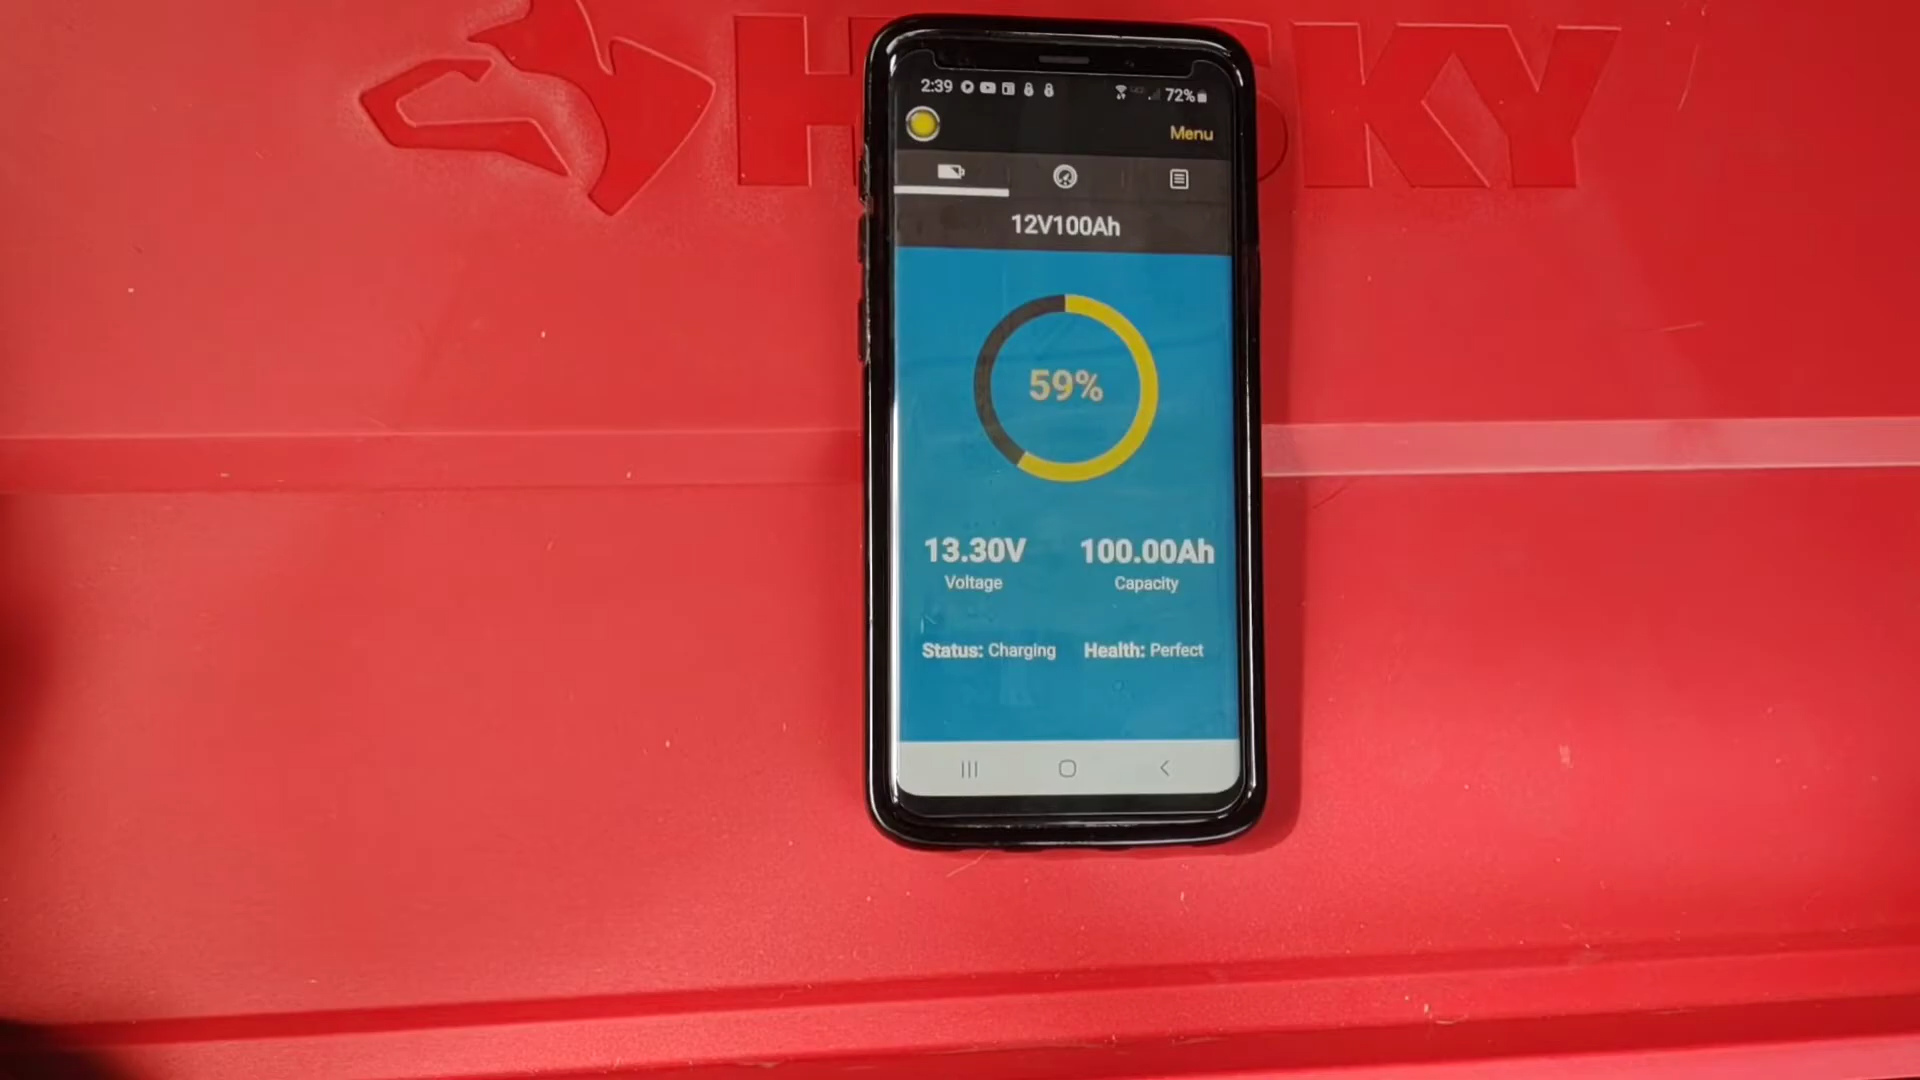 HUSKY
2:39 72%
Menu
12V100Ah
59%
13.30V 100.00Ah
Voltage Capacity
Status: Charging Health: Perfect